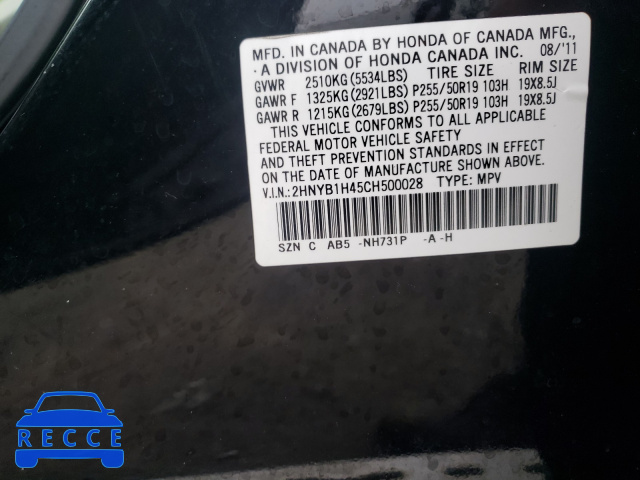 MFD. IN CANADA BY HONDA OF CANADA MFG.,
A DIVISION OF HONDA CANADA INC. 08/'11
GVWR 2510KG (5534LBS) TIRE SIZE RIM SIZE
GAWR F 1325KG (2921LBS) P255/50R19 103H 19X8.5J
GAWR R 1215KG (2679LBS) P255/50R19 103H 19X8.5J
THIS VEHICLE CONFORMS TO ALL APPLICABLE
FEDERAL MOTOR VEHICLE SAFETY
AND THEFT PREVENTION STANDARDS IN EFFECT
ON THE DATE OF MANUFACTURE SHOWN ABOVE.
V.I.N.: 2HNYB1H45CH500028 TYPE: MPV
SZN C AB5 -NH731P -A -H
RECCE